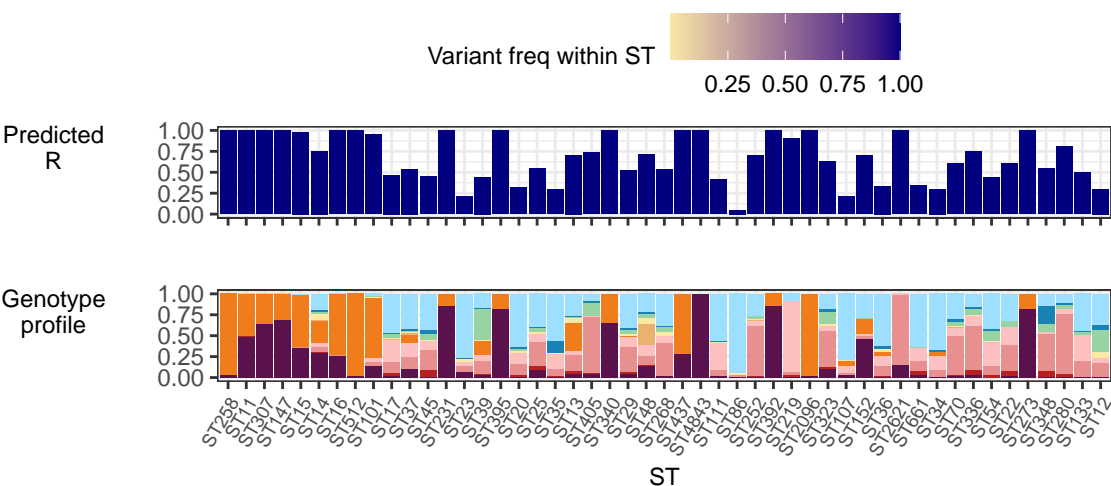 Variant freq within ST
0.25 0.50 0.75 1.00
Predicted
R
1.00
0.75
0.50
0.25
0.00
Genotype
profile
1.00
0.75
0.50
0.25
0.00
ST258 ST11 ST307 ST147 ST15 ST14 ST16 ST512 ST101 ST17 ST37 ST45 ST231 ST23 ST39 ST395 ST20 ST25 ST35 ST13 ST405 ST340 ST29 ST48 ST268 ST437 ST4843 ST111 ST86 ST252 ST392 ST219 ST2096 ST323 ST107 ST152 ST36 ST2621 ST661 ST34 ST70 ST336 ST54 ST22 ST273 ST348 ST280 ST133 ST12
ST